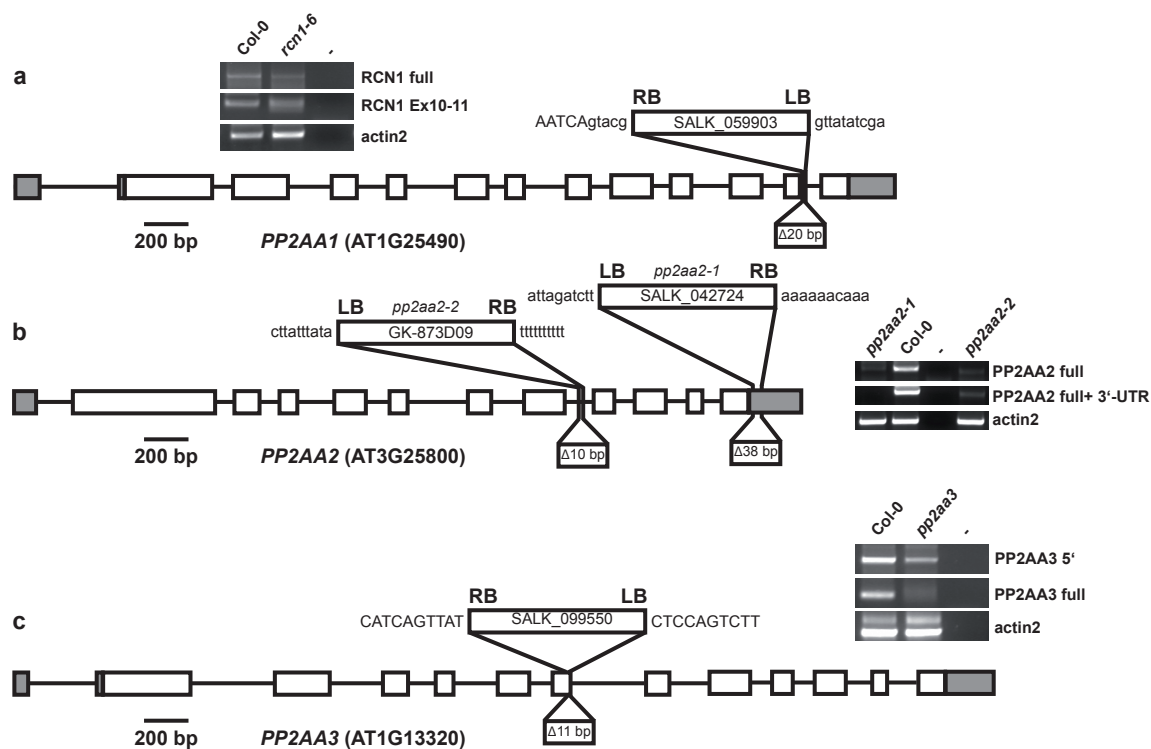 a
Col-0
rcn1-6
-
RCN1 full
RCN1 Ex10-11
actin2
RB LB
AATCAgtacg SALK_059903 gttatatcga
Δ20 bp
200 bp
PP2AA1 (AT1G25490)
b
LB pp2aa2-2 RB
cttatttata GK-873D09 tttttttttt
LB pp2aa2-1 RB
attagatctt SALK_042724 aaaaaacaaa
pp2aa2-1
Col-0
-
pp2aa2-2
PP2AA2 full
PP2AA2 full+ 3‘-UTR
actin2
Δ10 bp
Δ38 bp
200 bp
PP2AA2 (AT3G25800)
c
Col-0
pp2aa3
-
PP2AA3 5‘
PP2AA3 full
actin2
RB LB
CATCAGTTAT SALK_099550 CTCCAGTCTT
Δ11 bp
200 bp
PP2AA3 (AT1G13320)